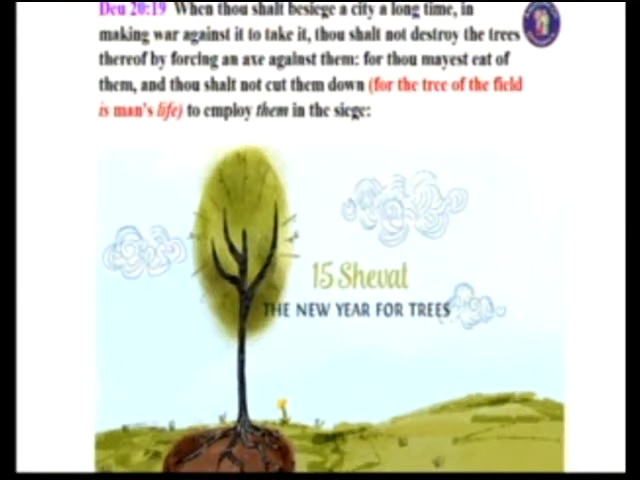 Deu 20:19 When thou shalt besiege a city a long time, in
making war against it to take it, thou shalt not destroy the trees
thereof by forcing an axe against them: for thou mayest eat of
them, and thou shalt not cut them down (for the tree of the field
is man's life) to employ them in the siege:
15 Shevat
THE NEW YEAR FOR TREES